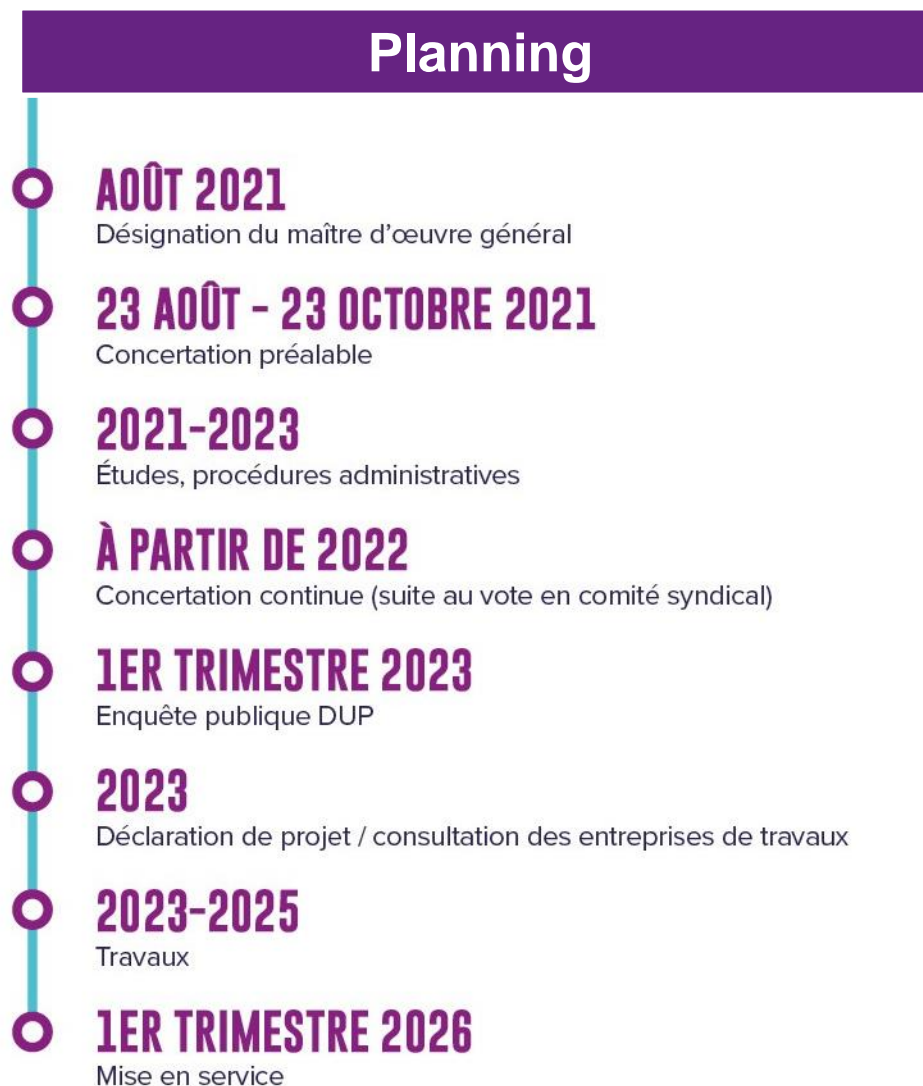 Planning
AOÛT 2021
Désignation du maître d'œuvre général
23 AOÛT - 23 OCTOBRE 2021
Concertation préalable
2021-2023
Études, procédures administratives
À PARTIR DE 2022
Concertation continue (suite au vote en comité syndical)
1ER TRIMESTRE 2023
Enquête publique DUP
2023
Déclaration de projet / consultation des entreprises de travaux
2023-2025
Travaux
1ER TRIMESTRE 2026
Mise en service